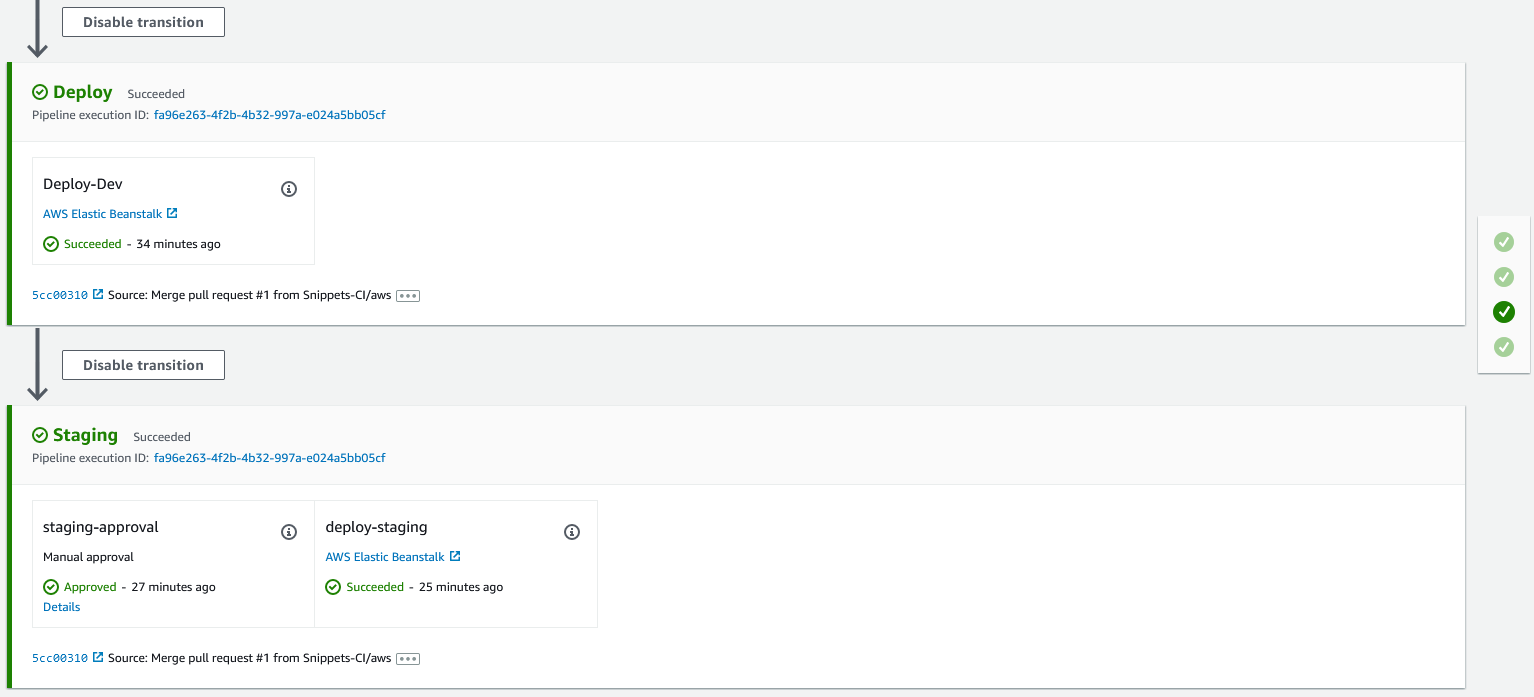 Disable transition
Deploy Succeeded
Pipeline execution ID: fa96e263-4f2b-4b32-997a-e024a5bb05cf
Deploy-Dev
AWS Elastic Beanstalk
Succeeded - 34 minutes ago
5cc00310 Source: Merge pull request #1 from Snippets-CI/aws
Disable transition
Staging Succeeded
Pipeline execution ID: fa96e263-4f2b-4b32-997a-e024a5bb05cf
staging-approval deploy-staging
Manual approval AWS Elastic Beanstalk
Approved - 27 minutes ago Succeeded - 25 minutes ago
Details
5cc00310 Source: Merge pull request #1 from Snippets-CI/aws